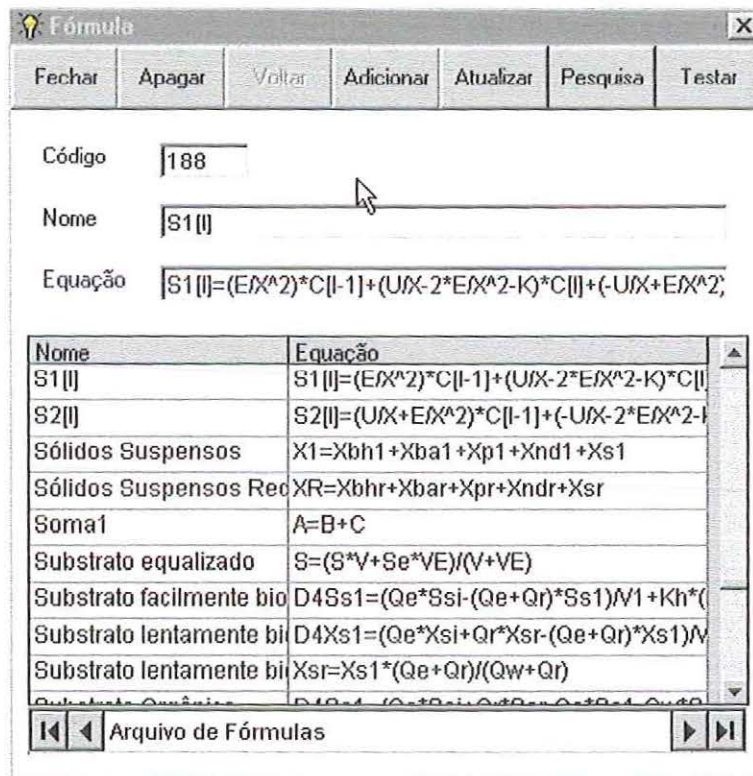 Fórmula
Fechar Apagar Voltar Adicionar Atualizar Pesquisa Testar
Código 188
Nome S1[I]
Equação S1[I]=(E/X^2)*C[I-1]+(U/X-2*E/X^2-K)*C[I]+(-U/X+E/X^2)
Nome Equação
S1[I] S1[I]=(E/X^2)*C[I-1]+(U/X-2*E/X^2-K)*C[I]
S2[I] S2[I]=(U/X+E/X^2)*C[I-1]+(-U/X-2*E/X^2-
Sólidos Suspensos X1=Xbh1+Xba1+Xp1+Xnd1+Xs1
Sólidos Suspensos Rec XR=Xbhr+Xbar+Xpr+Xndr+Xsr
Soma1 A=B+C
Substrato equalizado S=(S*V+Se*VE)/(V+VE)
Substrato facilmente bio D4Ss1=(Qe*Ssi-(Qe+Qr)*Ss1)/V1+Kh*(
Substrato lentamente bi D4Xs1=(Qe*Xsi+Qr*Xsr-(Qe+Qr)*Xs1)/V
Substrato lentamente bi Xsr=Xs1*(Qe+Qr)/(Qw+Qr)
Arquivo de Fórmulas